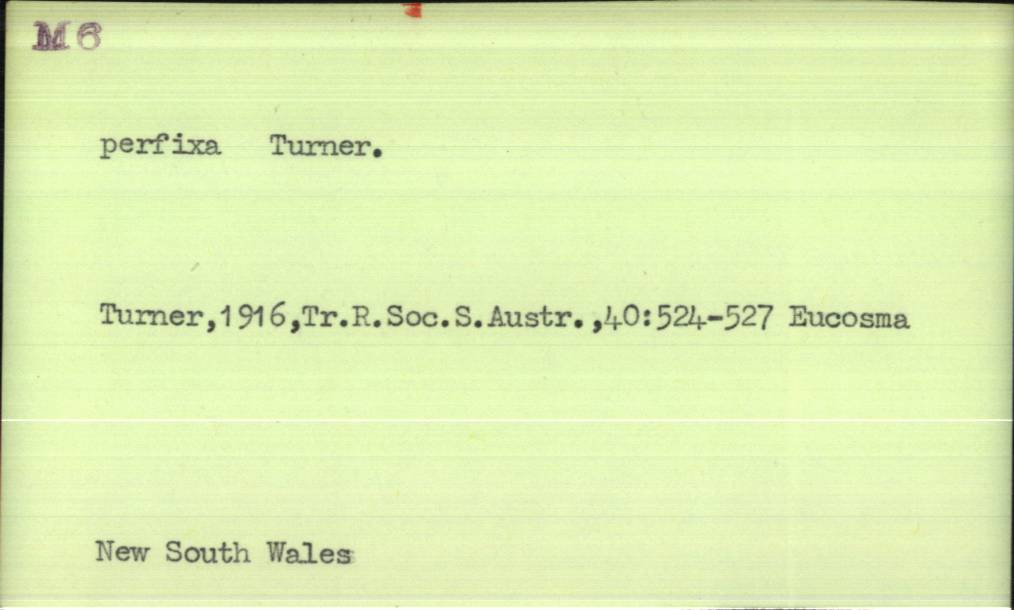 M6
perfixa Turner.
Turner,1916,Tr.R.Soc.S.Austr.,40:524-527 Eucosma
New South Wales